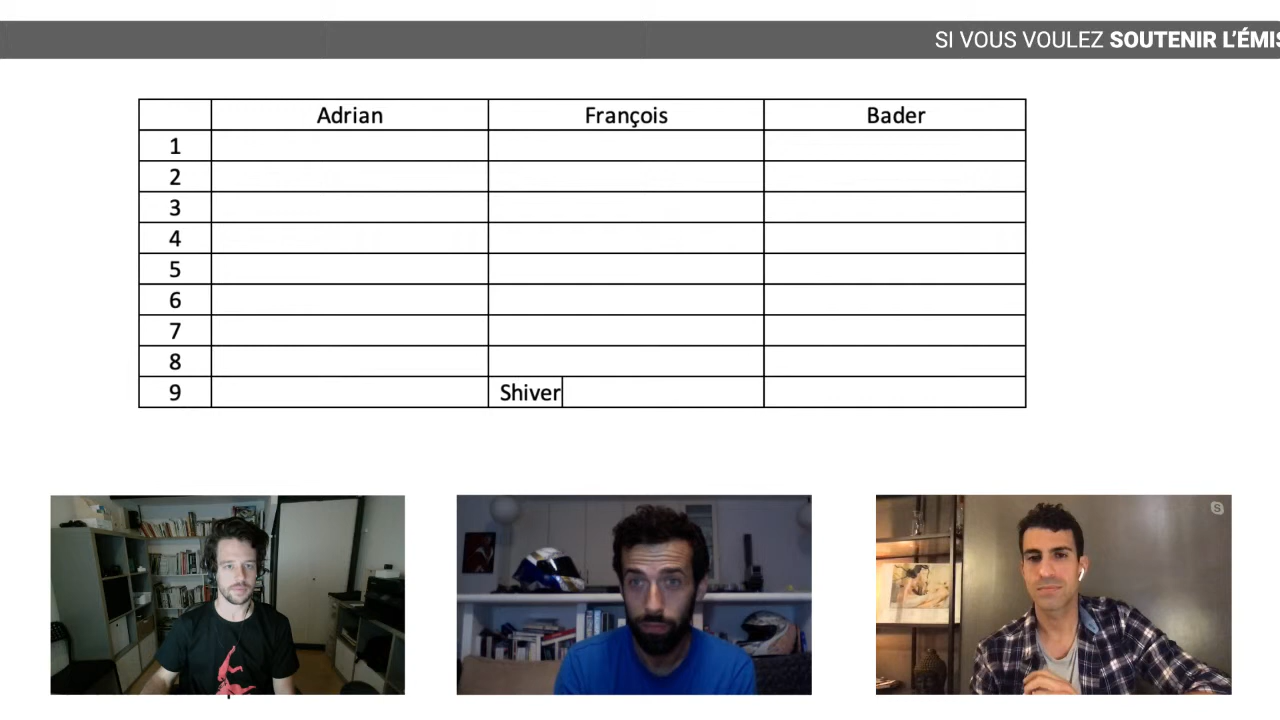 SI VOUS VOULEZ SOUTENIR L'ÉMIS
Adrian François Bader
1
2
3
4
5
6
7
8
9 Shiver